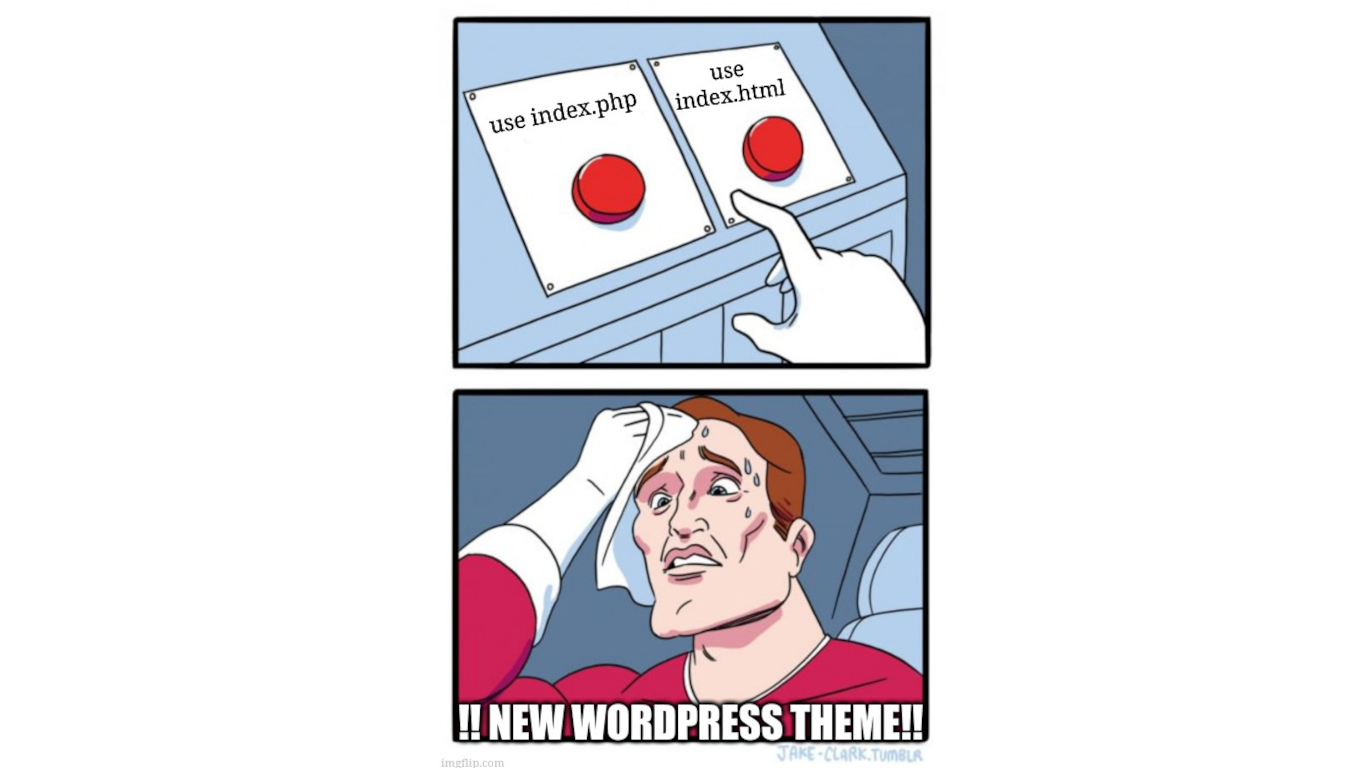 use index.php
use
index.html
!! NEW WORDPRESS THEME!!
JAKE-CLARK.TUMBLR
imgflip.com